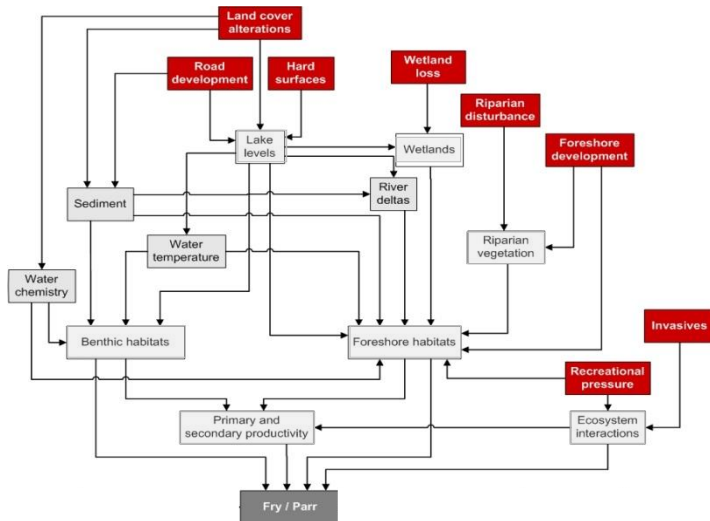 Land cover
alterations
Road
development
Hard
surfaces
Wetland
loss
Riparian
disturbance
Foreshore
development
Lake
levels
Wetlands
Sediment
River
deltas
Water
temperature
Riparian
vegetation
Water
chemistry
Benthic habitats
Foreshore habitats
Invasives
Recreational
pressure
Primary and
secondary productivity
Ecosystem
interactions
Fry / Parr